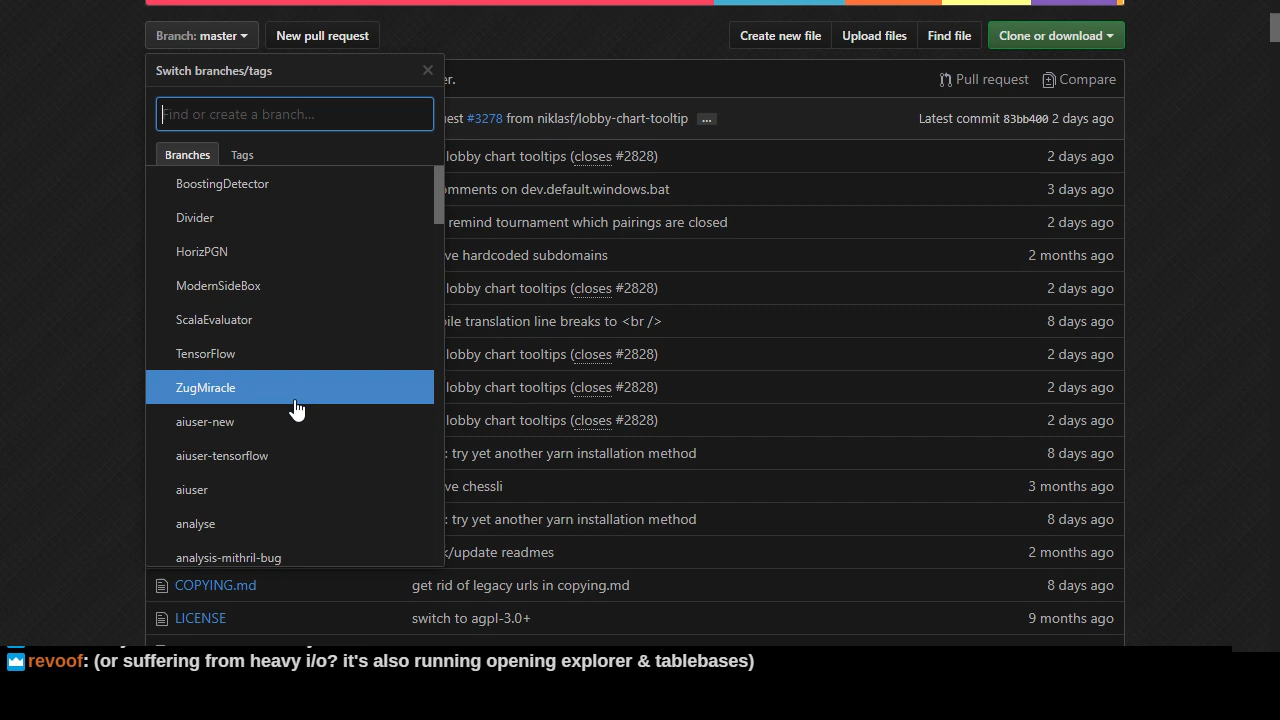 Branch: master
New pull request
Create new file
Upload files
Find file
Clone or download
Switch branches/tags
er.
Pull request
Compare
Find or create a branch...
est #3278 from niklasf/lobby-chart-tooltip ...
Latest commit 83bb400 2 days ago
Branches
Tags
lobby chart tooltips (closes #2828)
2 days ago
BoostingDetector
mments on dev.default.windows.bat
3 days ago
Divider
remind tournament which pairings are closed
2 days ago
HorizPGN
ve hardcoded subdomains
2 months ago
ModernSideBox
lobby chart tooltips (closes #2828)
2 days ago
ScalaEvaluator
ile translation line breaks to <br />
8 days ago
TensorFlow
lobby chart tooltips (closes #2828)
2 days ago
ZugMiracle
lobby chart tooltips (closes #2828)
2 days ago
aiuser-new
lobby chart tooltips (closes #2828)
2 days ago
aiuser-tensorflow
: try yet another yarn installation method
8 days ago
aiuser
ve chessli
3 months ago
analyse
: try yet another yarn installation method
8 days ago
analysis-mithril-bug
/update readmes
2 months ago
COPYING.md
get rid of legacy urls in copying.md
8 days ago
LICENSE
switch to agpl-3.0+
9 months ago
revoof: (or suffering from heavy i/o? it's also running opening explorer & tablebases)